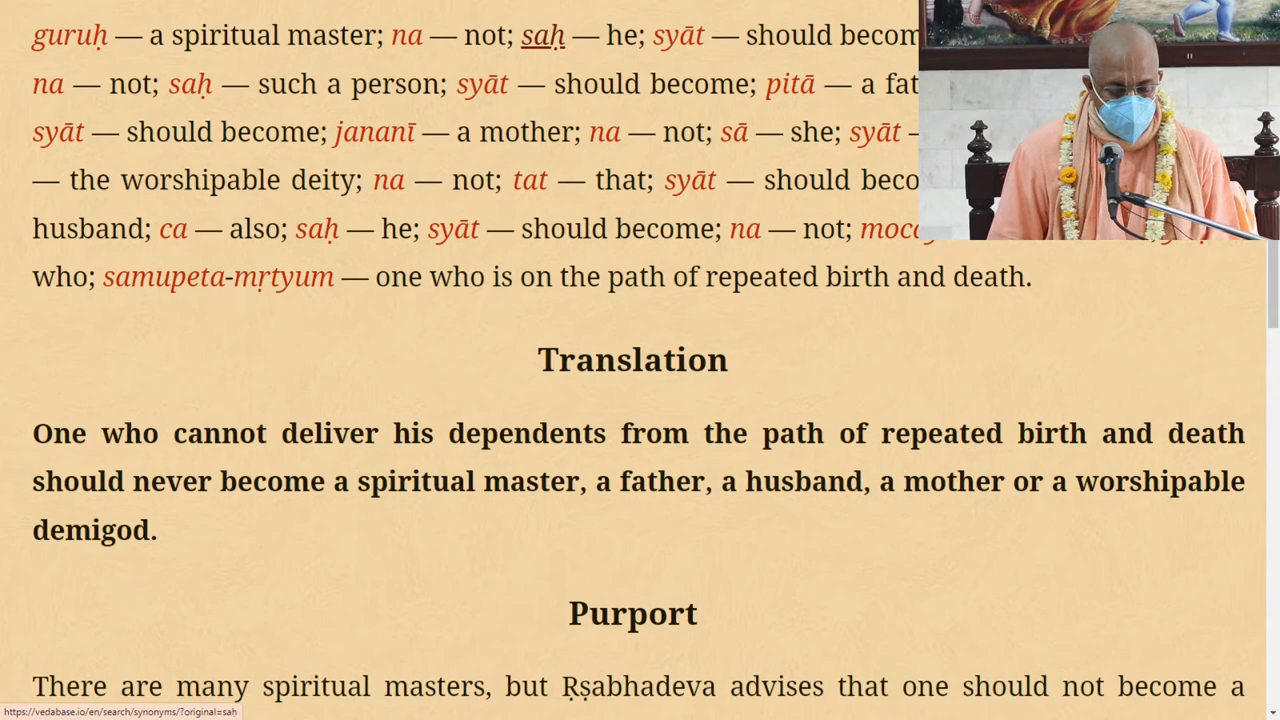 guruḥ — a spiritual master; na — not; saḥ — he; syāt — should
na — not; saḥ — such a person; syāt — should become; pitā — a
syāt — should become; jananī — a mother; na — not; sā — she; syāt
— the worshipable deity; na — not; tat — that; syāt — should
husband; ca — also; saḥ — he; syāt — should become; na — not;
who; samupeta-mṛtyum — one who is on the path of repeated birth and death.
Translation
One who cannot deliver his dependents from the path of repeated birth and death
should never become a spiritual master, a father, a husband, a mother or a worshipable
demigod.
Purport
There are many spiritual masters, but Ṛṣabhadeva advises that one should not become a
https://vedabase.io/en/search/synonyms/?original=saḥ